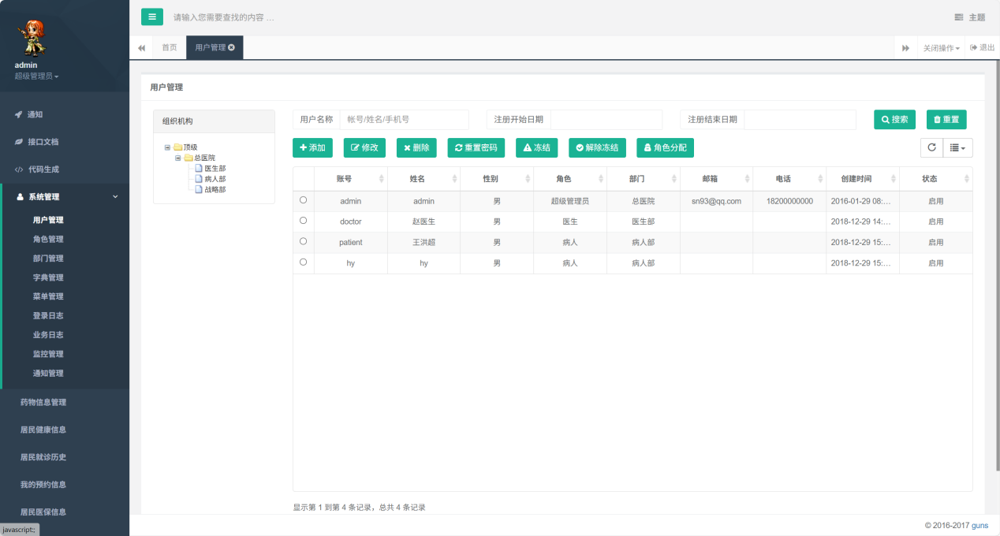 admin
超级管理员
通知
接口文档
代码生成
系统管理
用户管理
角色管理
部门管理
字典管理
菜单管理
登录日志
业务日志
监控管理
通知管理
药物信息管理
居民健康信息
居民就诊历史
我的预约信息
居民医保信息
javascript:;
请输入您需要查找的内容 …
主题
首页
用户管理
关闭操作
退出
用户管理
组织机构
顶级
总医院
医生部
病人部
战略部
用户名称 帐号/姓名/手机号 注册开始日期 注册结束日期 搜索 重置
添加 修改 删除 重置密码 冻结 解除冻结 角色分配
账号 姓名 性别 角色 部门 邮箱 电话 创建时间 状态
admin admin 男 超级管理员 总医院 sn93@qq.com 18200000000 2016-01-29 08:... 启用
doctor 赵医生 男 医生 医生部 2018-12-29 14:... 启用
patient 王洪超 男 病人 病人部 2018-12-29 15:... 启用
hy hy 男 病人 病人部 2018-12-29 15:... 启用
显示第 1 到第 4 条记录，总共 4 条记录
© 2016-2017 guns